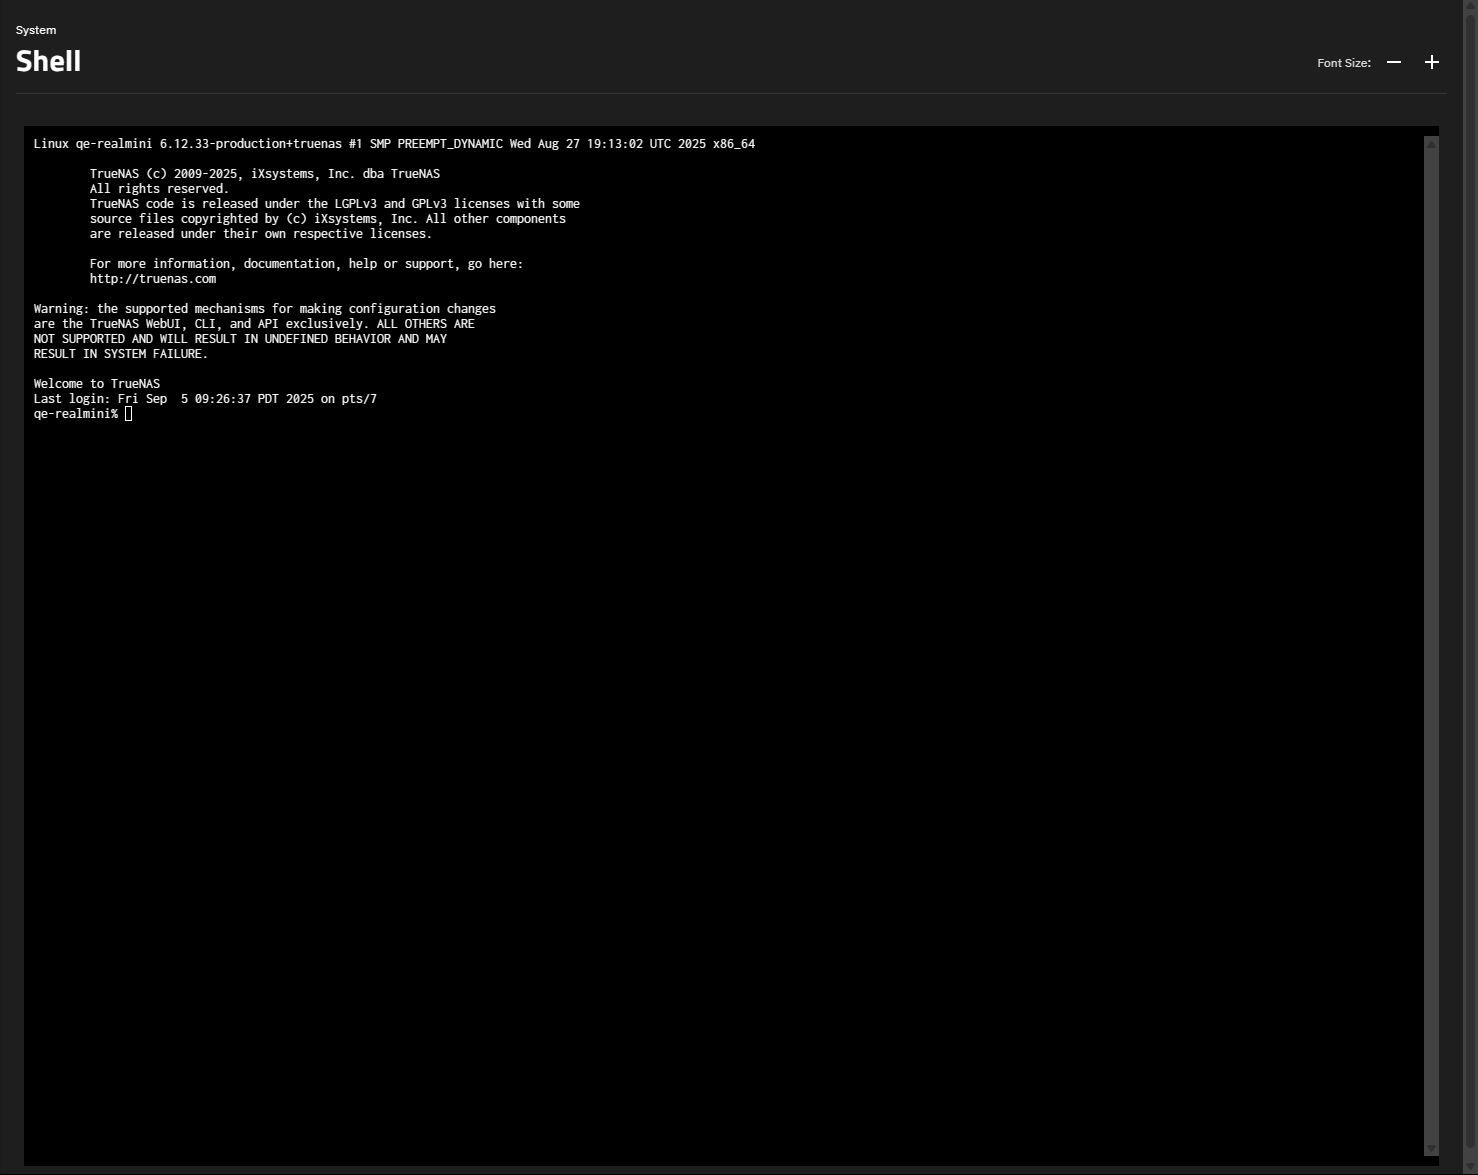 System
Shell
Font Size:
Linux qe-realmini 6.12.33-production+truenas #1 SMP PREEMPT_DYNAMIC Wed Aug 27 19:13:02 UTC 2025 x86_64
TrueNAS (c) 2009-2025, iXsystems, Inc. dba TrueNAS
All rights reserved.
TrueNAS code is released under the LGPLv3 and GPLv3 licenses with some
source files copyrighted by (c) iXsystems, Inc. All other components
are released under their own respective licenses.
For more information, documentation, help or support, go here:
http://truenas.com
Warning: the supported mechanisms for making configuration changes
are the TrueNAS WebUI, CLI, and API exclusively. ALL OTHERS ARE
NOT SUPPORTED AND WILL RESULT IN UNDEFINED BEHAVIOR AND MAY
RESULT IN SYSTEM FAILURE.
Welcome to TrueNAS
Last login: Fri Sep  5 09:26:37 PDT 2025 on pts/7
qe-realmini%